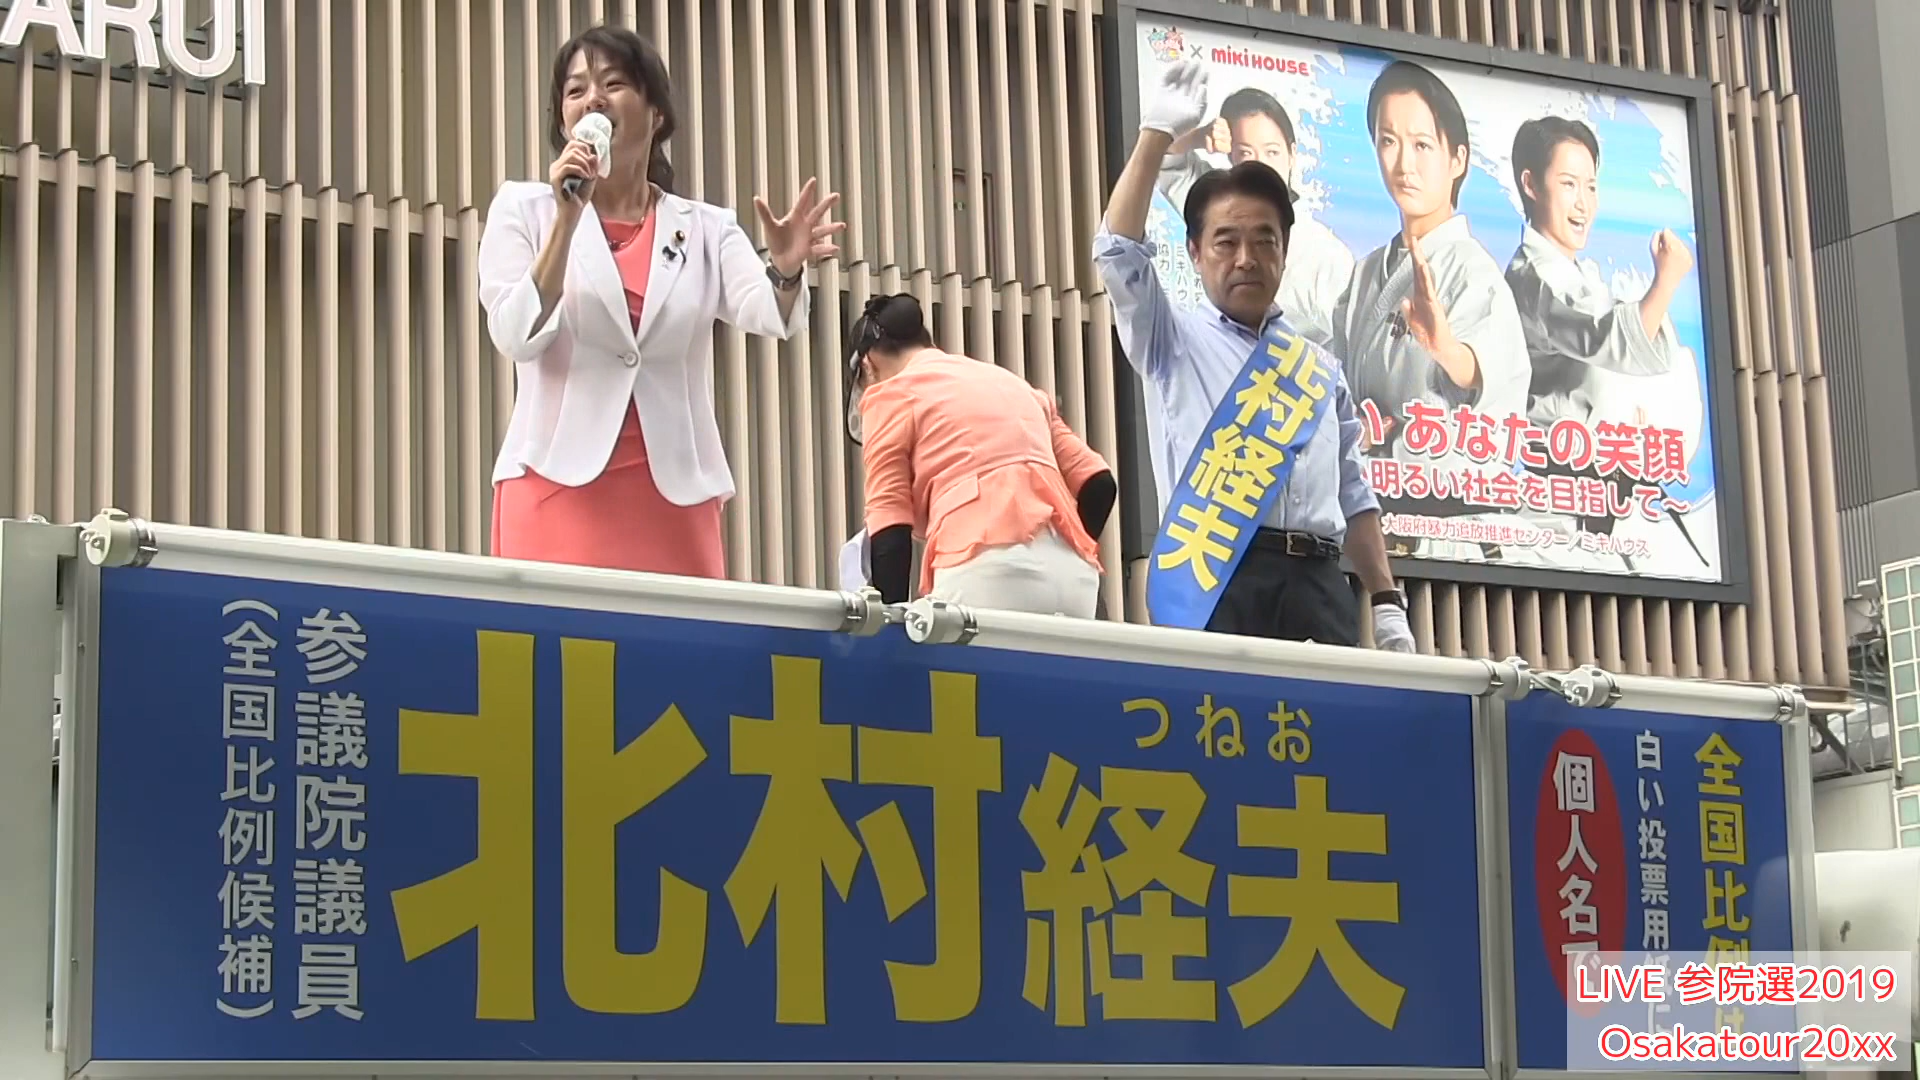 ARUI
× miki HOUSE
あなたの笑顔
明るい社会を目指して～
大阪府暴力追放推進センター／ミキハウス
北村経夫
参議院議員
（全国比例候補）
つねお
北村経夫
全国比例は
白い投票用紙に
個人名で
LIVE 参院選2019
Osakatour20xx